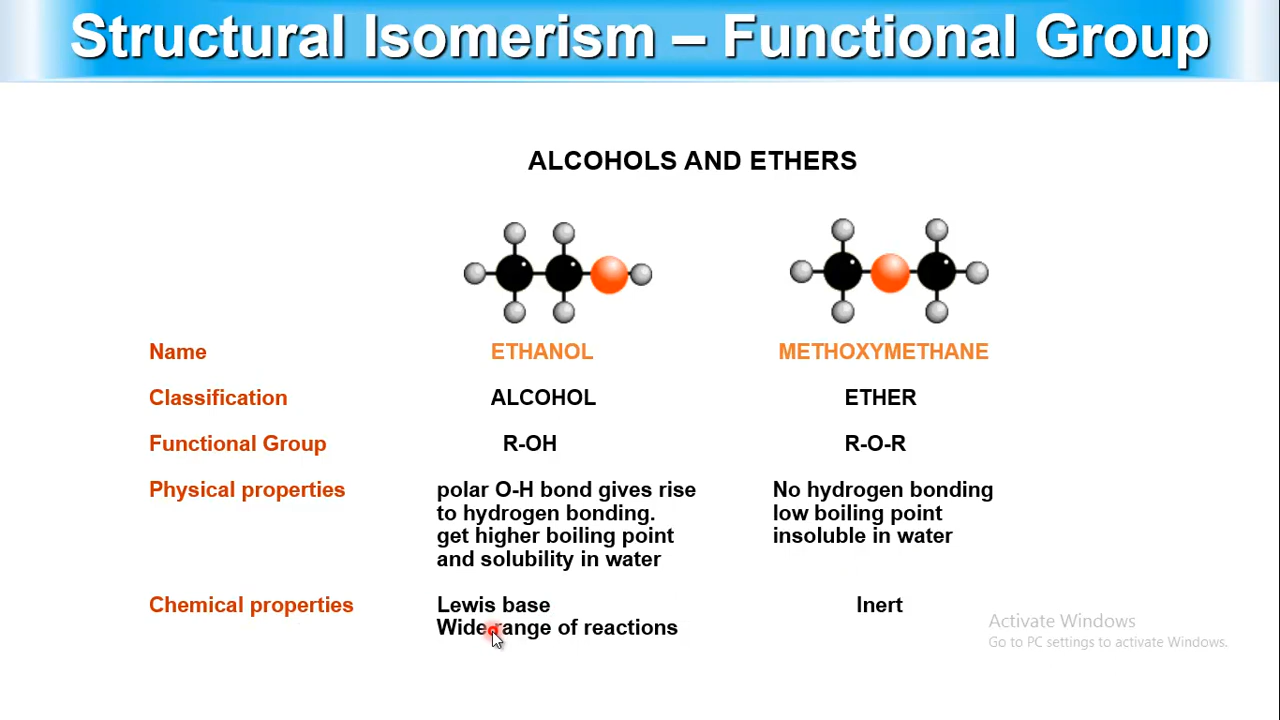 Structural Isomerism – Functional Group
ALCOHOLS AND ETHERS
Name ETHANOL METHOXYMETHANE
Classification ALCOHOL ETHER
Functional Group R-OH R-O-R
Physical properties polar O-H bond gives rise No hydrogen bonding
to hydrogen bonding. low boiling point
get higher boiling point insoluble in water
and solubility in water
Chemical properties Lewis base Inert
Wide range of reactions
Activate Windows
Go to PC settings to activate Windows.